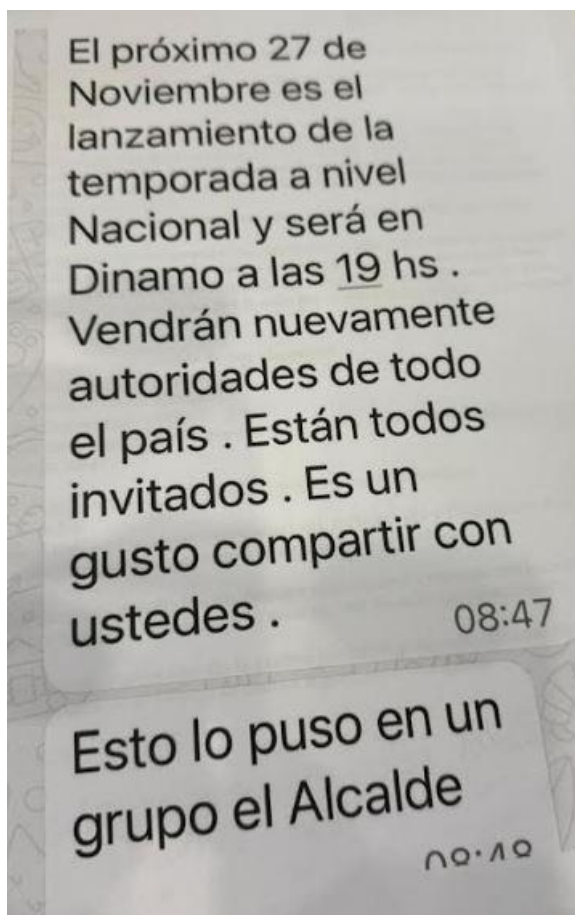 El próximo 27 de
Noviembre es el
lanzamiento de la
temporada a nivel
Nacional y será en
Dinamo a las 19 hs .
Vendrán nuevamente
autoridades de todo
el país . Están todos
invitados . Es un
gusto compartir con
ustedes .
08:47
Esto lo puso en un
grupo el Alcalde